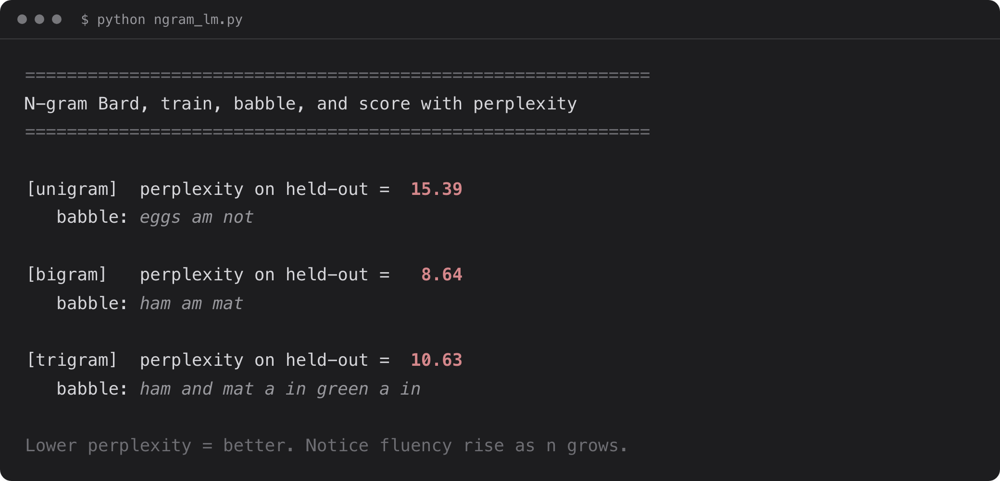 $ python ngram_lm.py
============================================================
N-gram Bard, train, babble, and score with perplexity
============================================================
[unigram]  perplexity on held-out =  15.39
   babble: eggs am not
[bigram]   perplexity on held-out =   8.64
   babble: ham am mat
[trigram]  perplexity on held-out =  10.63
   babble: ham and mat a in green a in
Lower perplexity = better. Notice fluency rise as n grows.